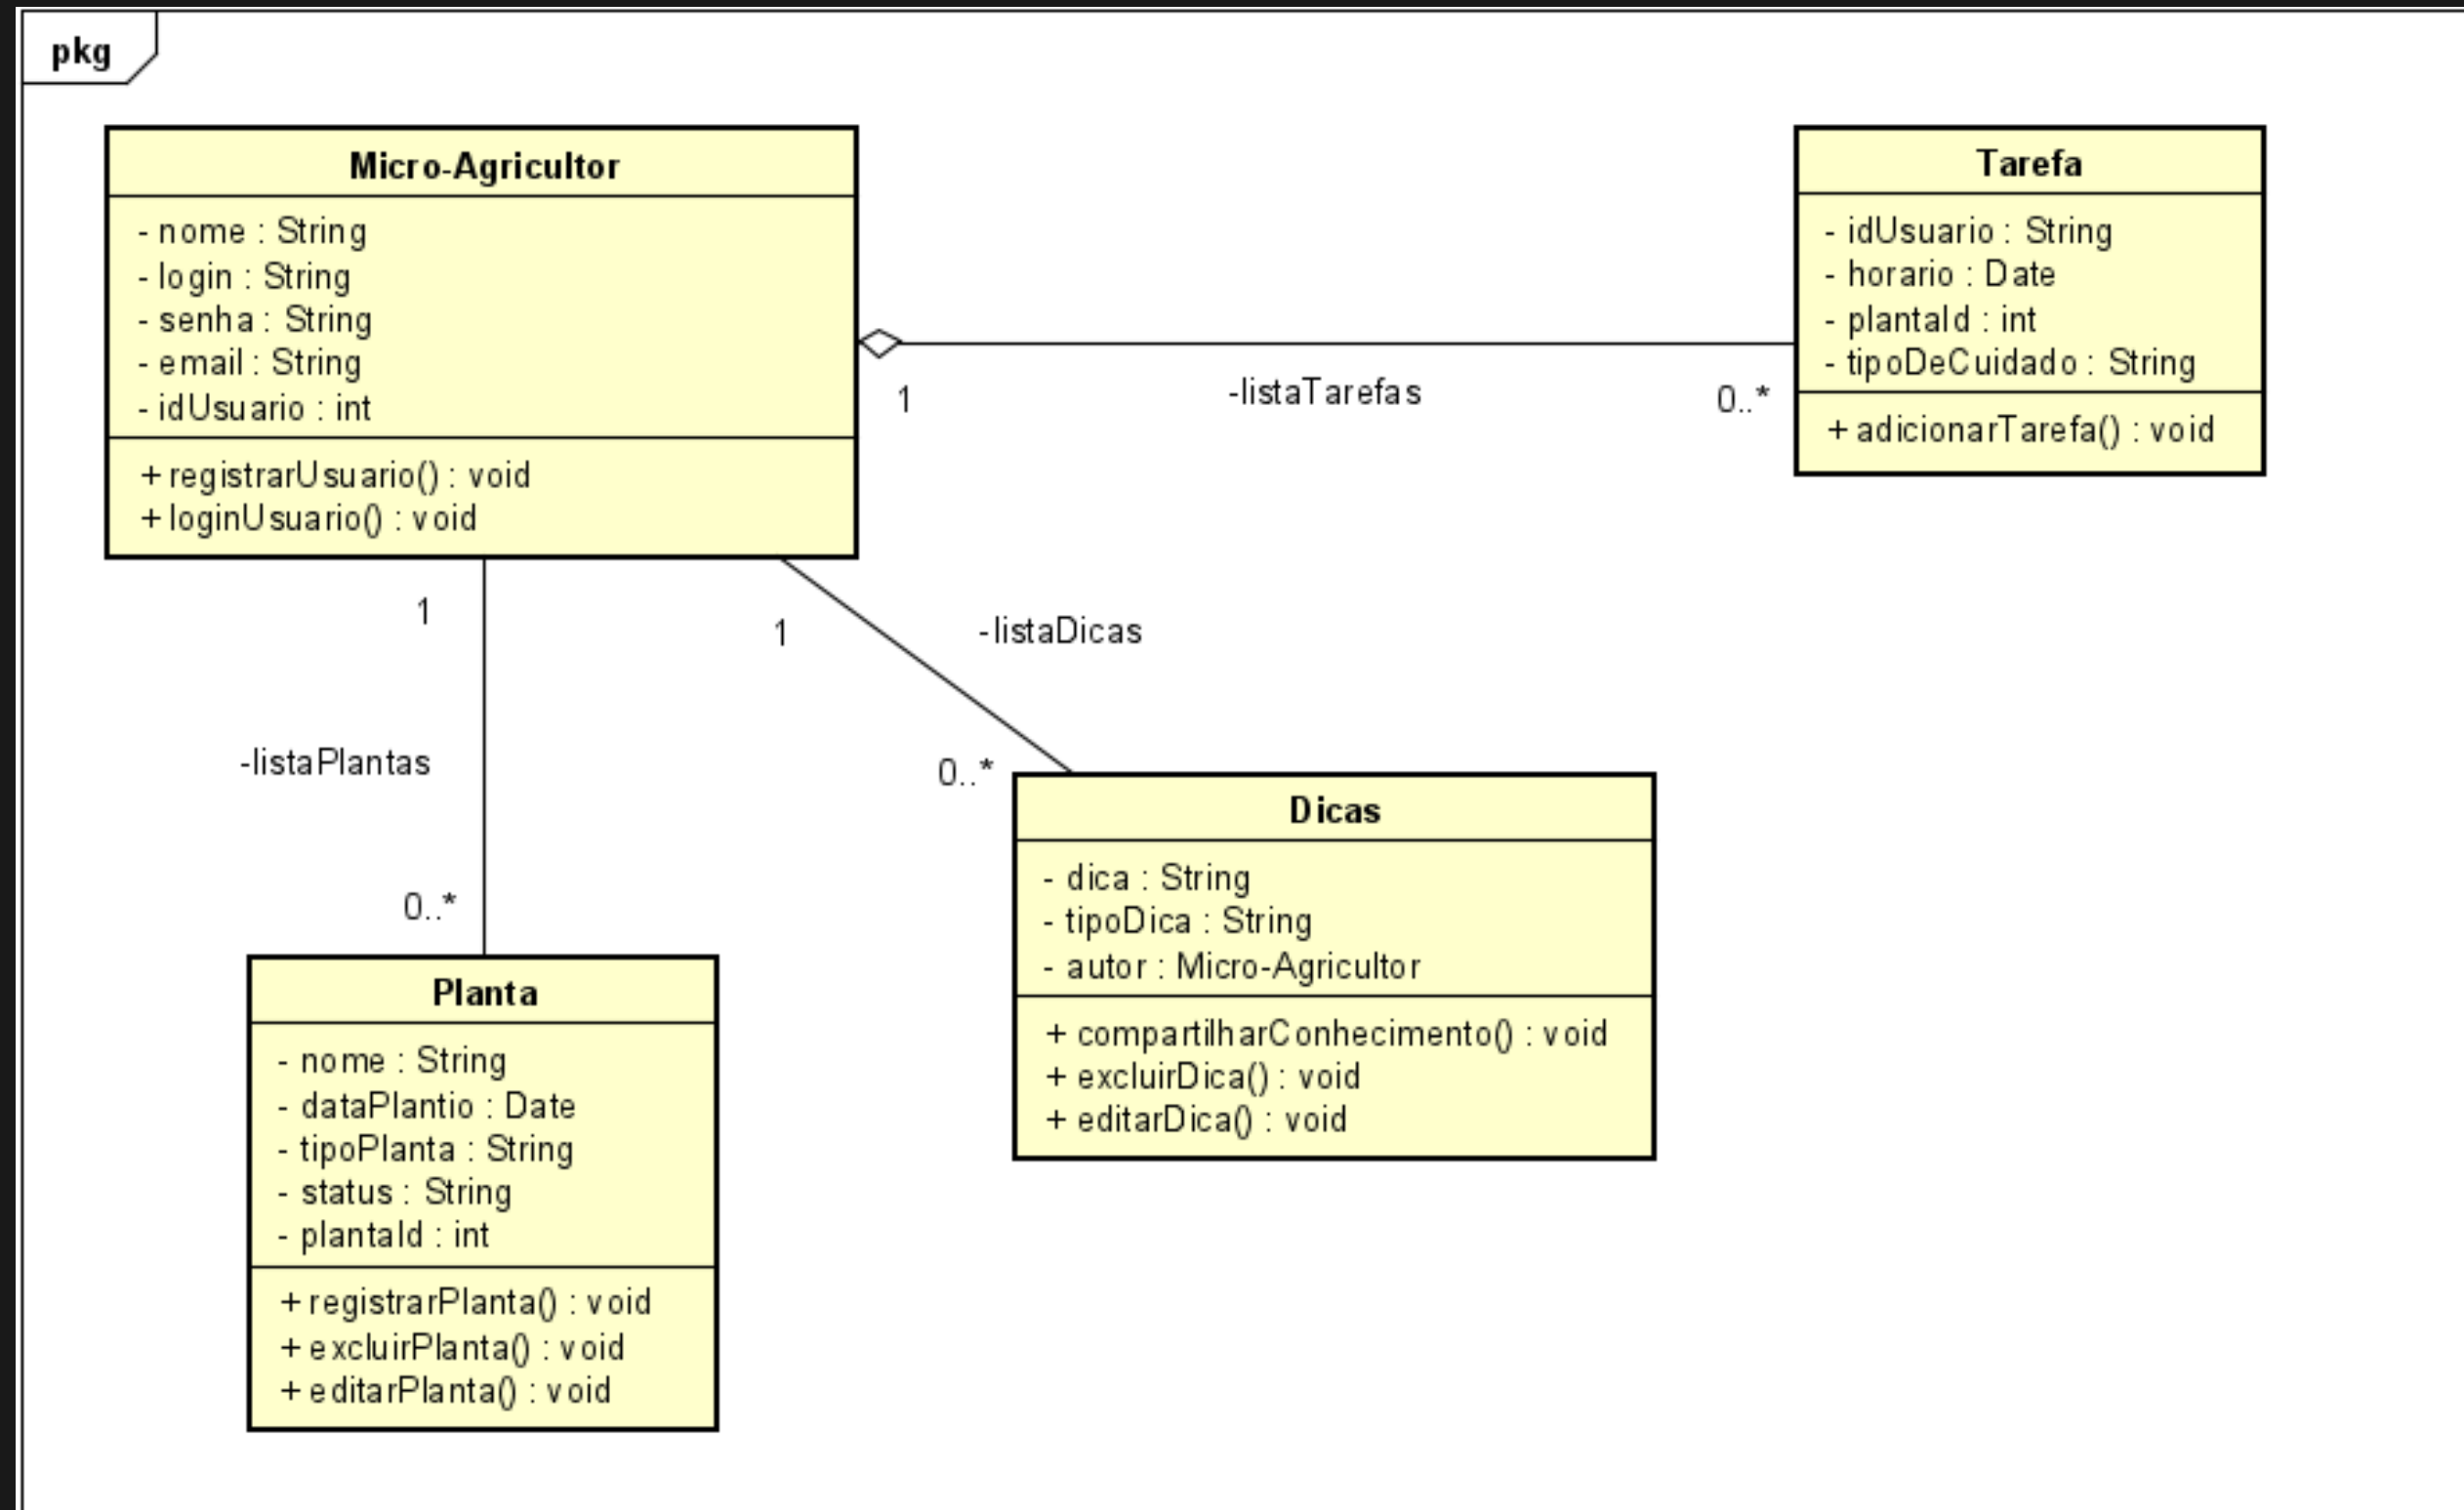 pkg
Micro-Agricultor
- nome : String
- login : String
- senha : String
- email : String
- idUsuario : int
+ registrarUsuario() : void
+ loginUsuario() : void
Tarefa
- idUsuario : String
- horario : Date
- plantaId : int
- tipoDeCuidado : String
+ adicionarTarefa() : void
1
-listaTarefas
0..*
1
-listaPlantas
0..*
1
-listaDicas
0..*
Dicas
- dica : String
- tipoDica : String
- autor : Micro-Agricultor
+ compartilharConhecimento() : void
+ excluirDica() : void
+ editarDica() : void
Planta
- nome : String
- dataPlantio : Date
- tipoPlanta : String
- status : String
- plantaId : int
+ registrarPlanta() : void
+ excluirPlanta() : void
+ editarPlanta() : void